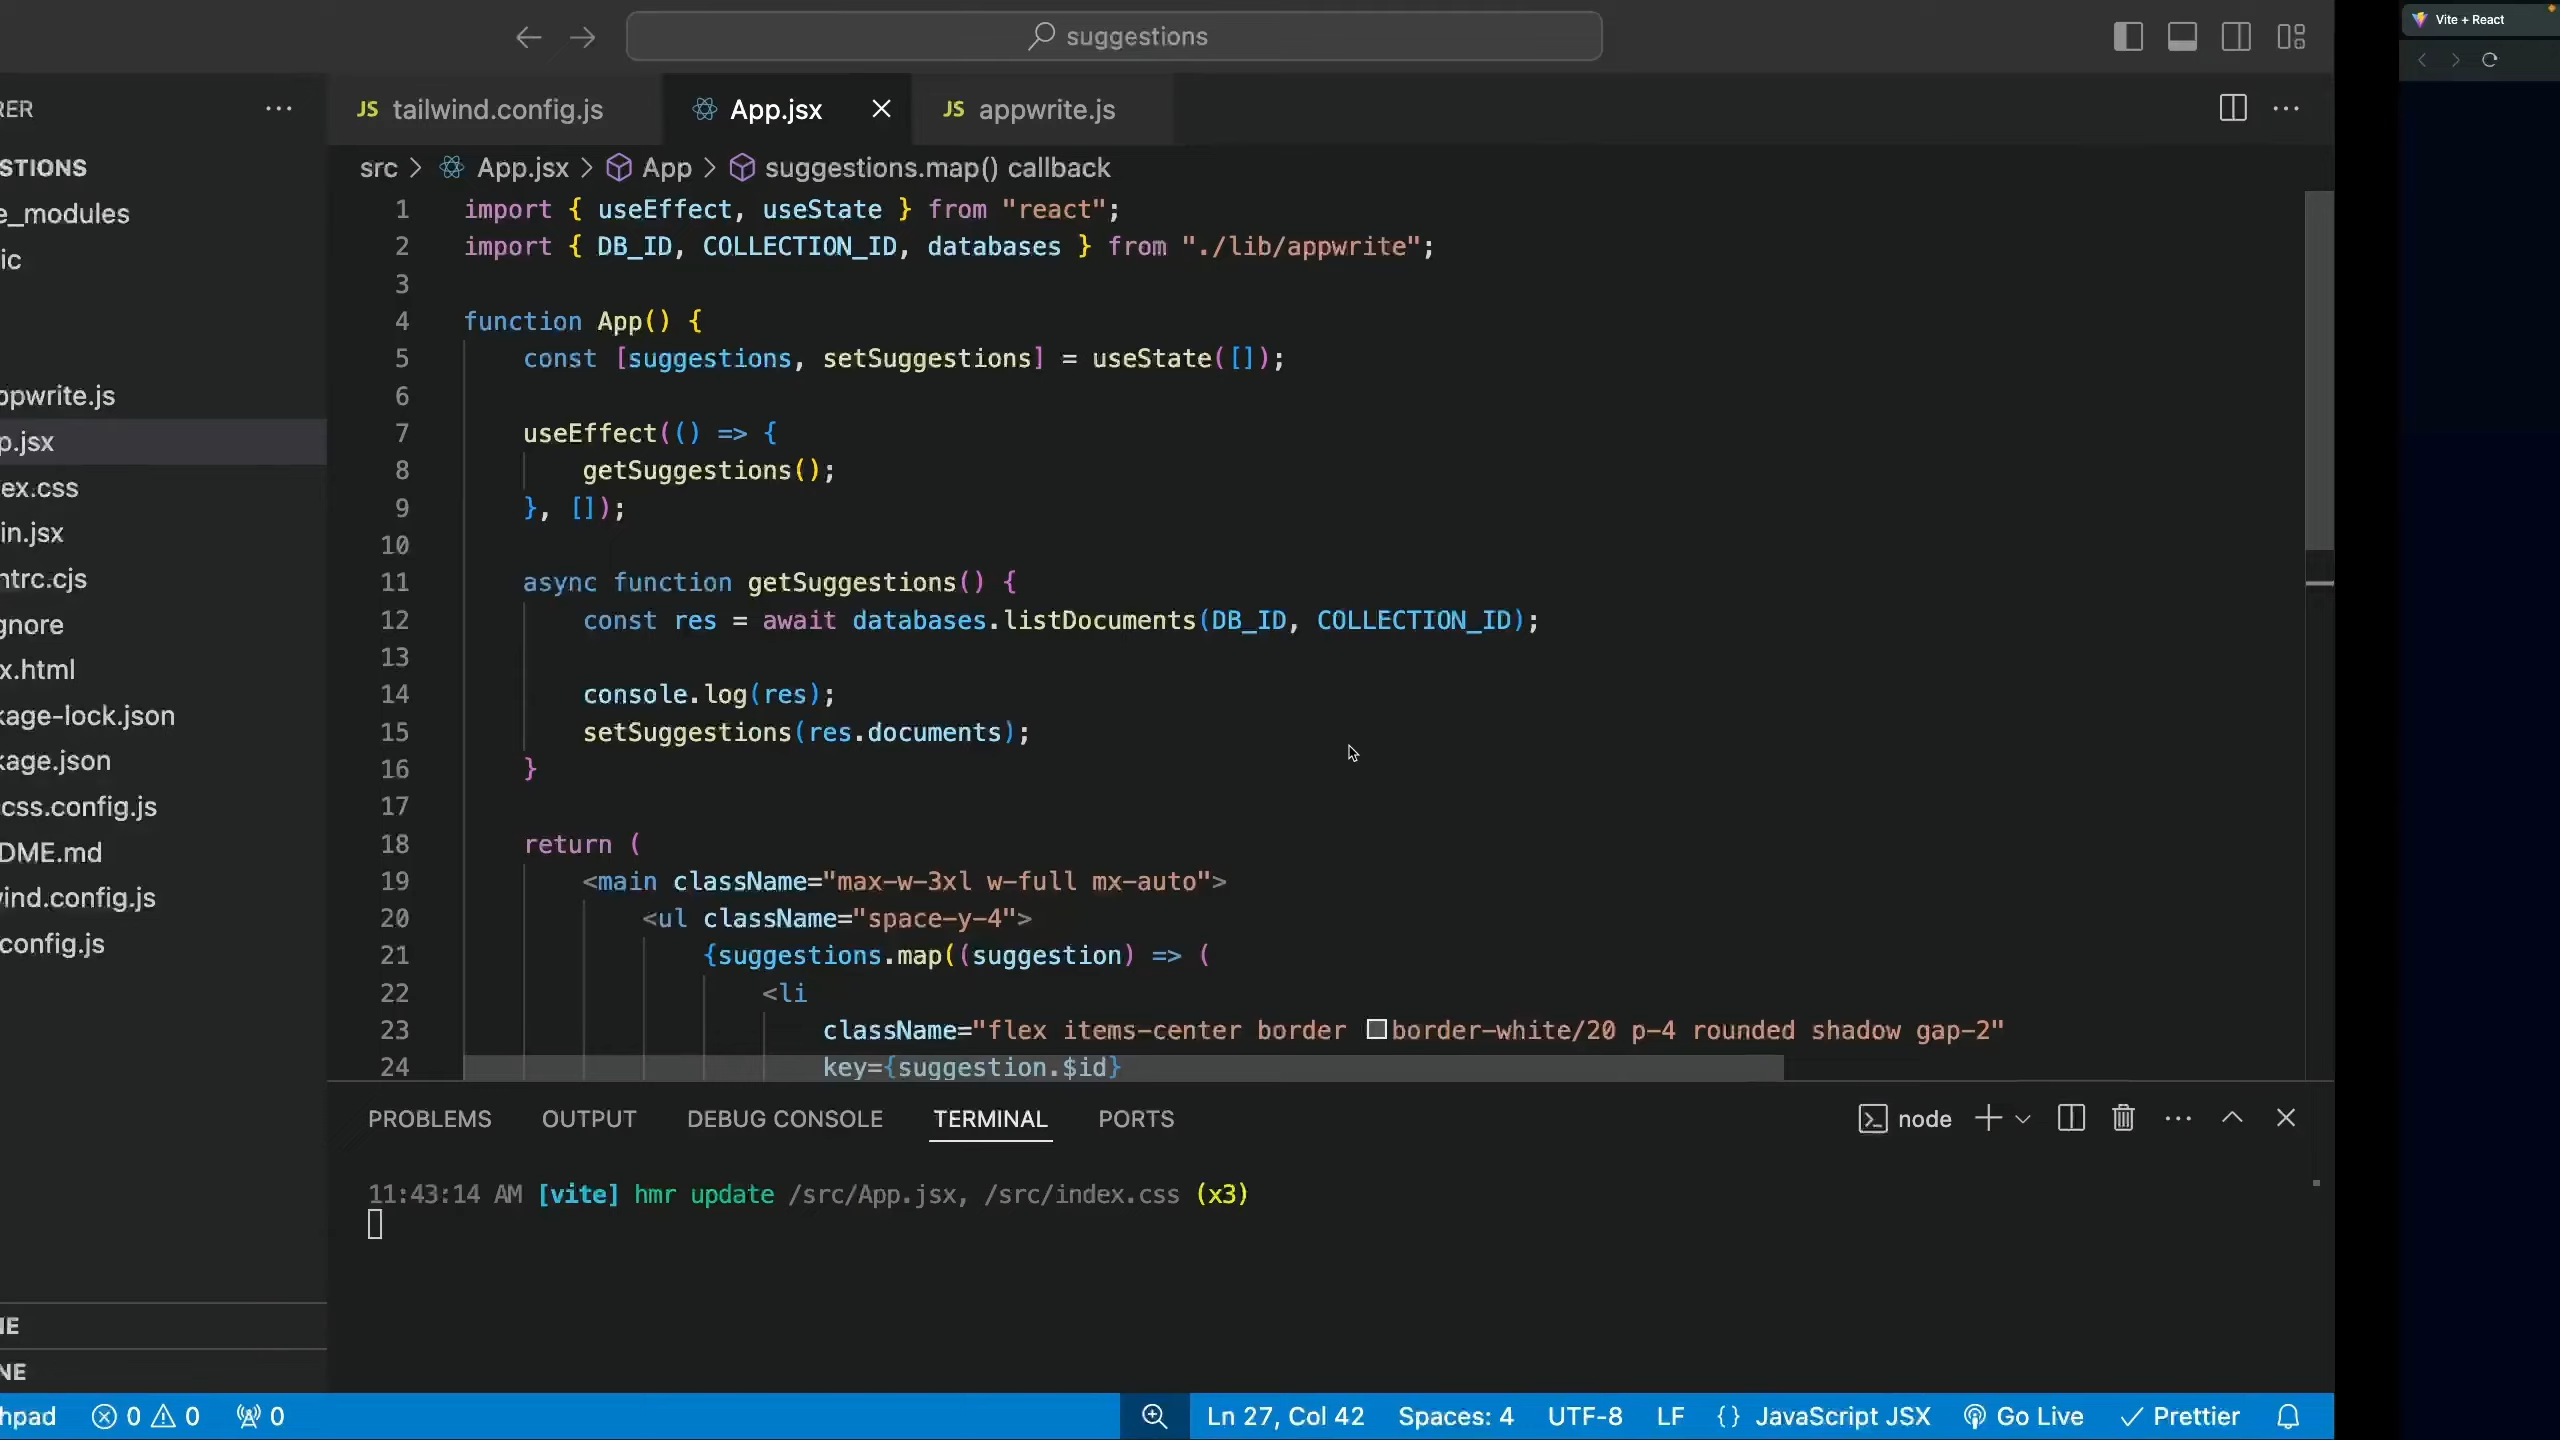 suggestions
Vite + React
RER
JS tailwind.config.js
App.jsx
JS appwrite.js
STIONS
e_modules
ic
ppwrite.js
p.jsx
ex.css
in.jsx
ntrc.cjs
gnore
x.html
kage-lock.json
kage.json
css.config.js
DME.md
wind.config.js
config.js
NE
src > App.jsx > App > suggestions.map() callback
1 import { useEffect, useState } from "react";
2 import { DB_ID, COLLECTION_ID, databases } from "./lib/appwrite";
3
4 function App() {
5 const [suggestions, setSuggestions] = useState([]);
6
7 useEffect(() => {
8 getSuggestions();
9 }, []);
10
11 async function getSuggestions() {
12 const res = await databases.listDocuments(DB_ID, COLLECTION_ID);
13
14 console.log(res);
15 setSuggestions(res.documents);
16 }
17
18 return (
19 <main className="max-w-3xl w-full mx-auto">
20 <ul className="space-y-4">
21 {suggestions.map((suggestion) => (
22 <li
23 className="flex items-center border border-white/20 p-4 rounded shadow gap-2"
24 key={suggestion.$id}
PROBLEMS OUTPUT DEBUG CONSOLE TERMINAL PORTS
node
11:43:14 AM [vite] hmr update /src/App.jsx, /src/index.css (x3)
hpad 0 0 0
Ln 27, Col 42 Spaces: 4 UTF-8 LF {} JavaScript JSX Go Live Prettier